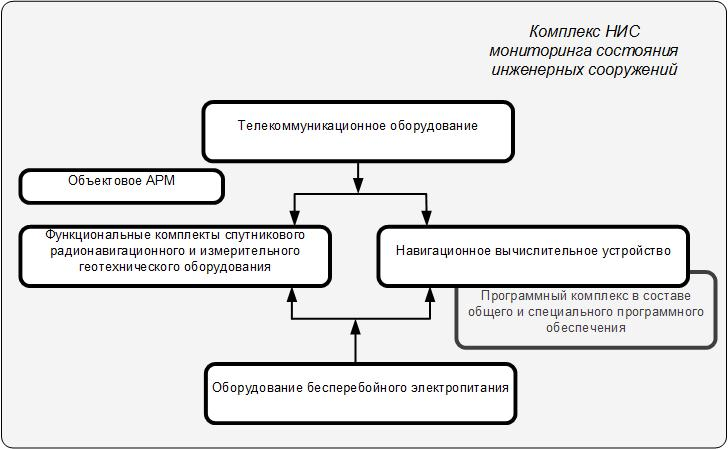 Комплекс НИС
мониторинга состояния
инженерных сооружений
Телекоммуникационное оборудование
Объектовое АРМ
Функциональные комплекты спутникового
радионавигационного и измерительного
геотехнического оборудования
Навигационное вычислительное устройство
Программный комплекс в составе
общего и специального программного
обеспечения
Оборудование бесперебойного электропитания